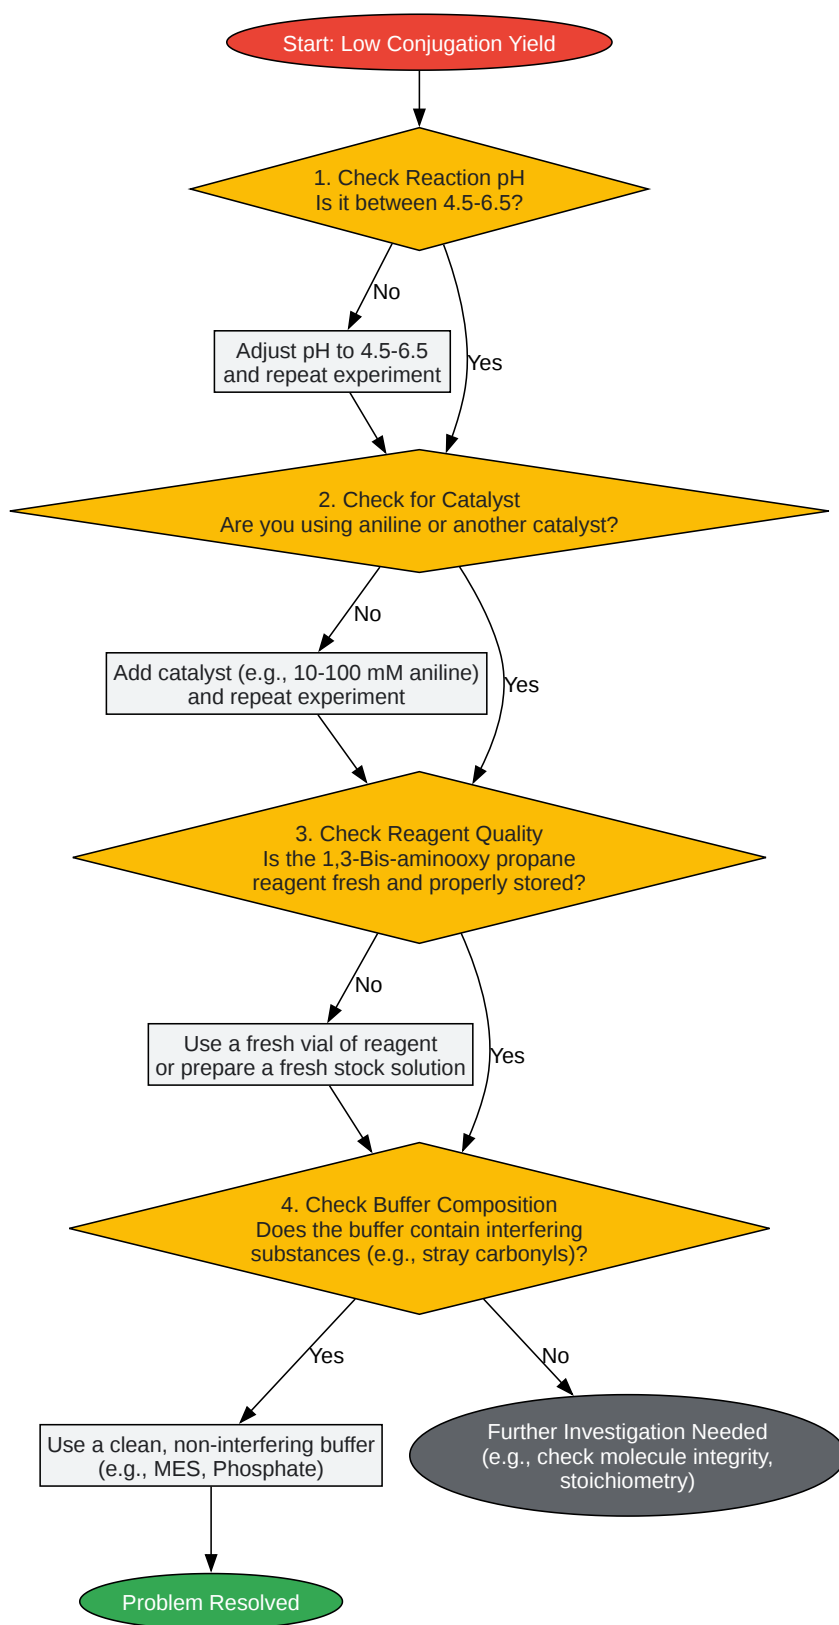 Start: Low Conjugation Yield
1. Check Reaction pH
Is it between 4.5-6.5?
No
Adjust pH to 4.5-6.5
and repeat experiment
Yes
2. Check for Catalyst
Are you using aniline or another catalyst?
No
Add catalyst (e.g., 10-100 mM aniline)
and repeat experiment
Yes
3. Check Reagent Quality
Is the 1,3-Bis-aminooxy propane
reagent fresh and properly stored?
No
Use a fresh vial of reagent
or prepare a fresh stock solution
Yes
4. Check Buffer Composition
Does the buffer contain interfering
substances (e.g., stray carbonyls)?
Yes
No
Use a clean, non-interfering buffer
(e.g., MES, Phosphate)
Further Investigation Needed
(e.g., check molecule integrity,
stoichiometry)
Problem Resolved